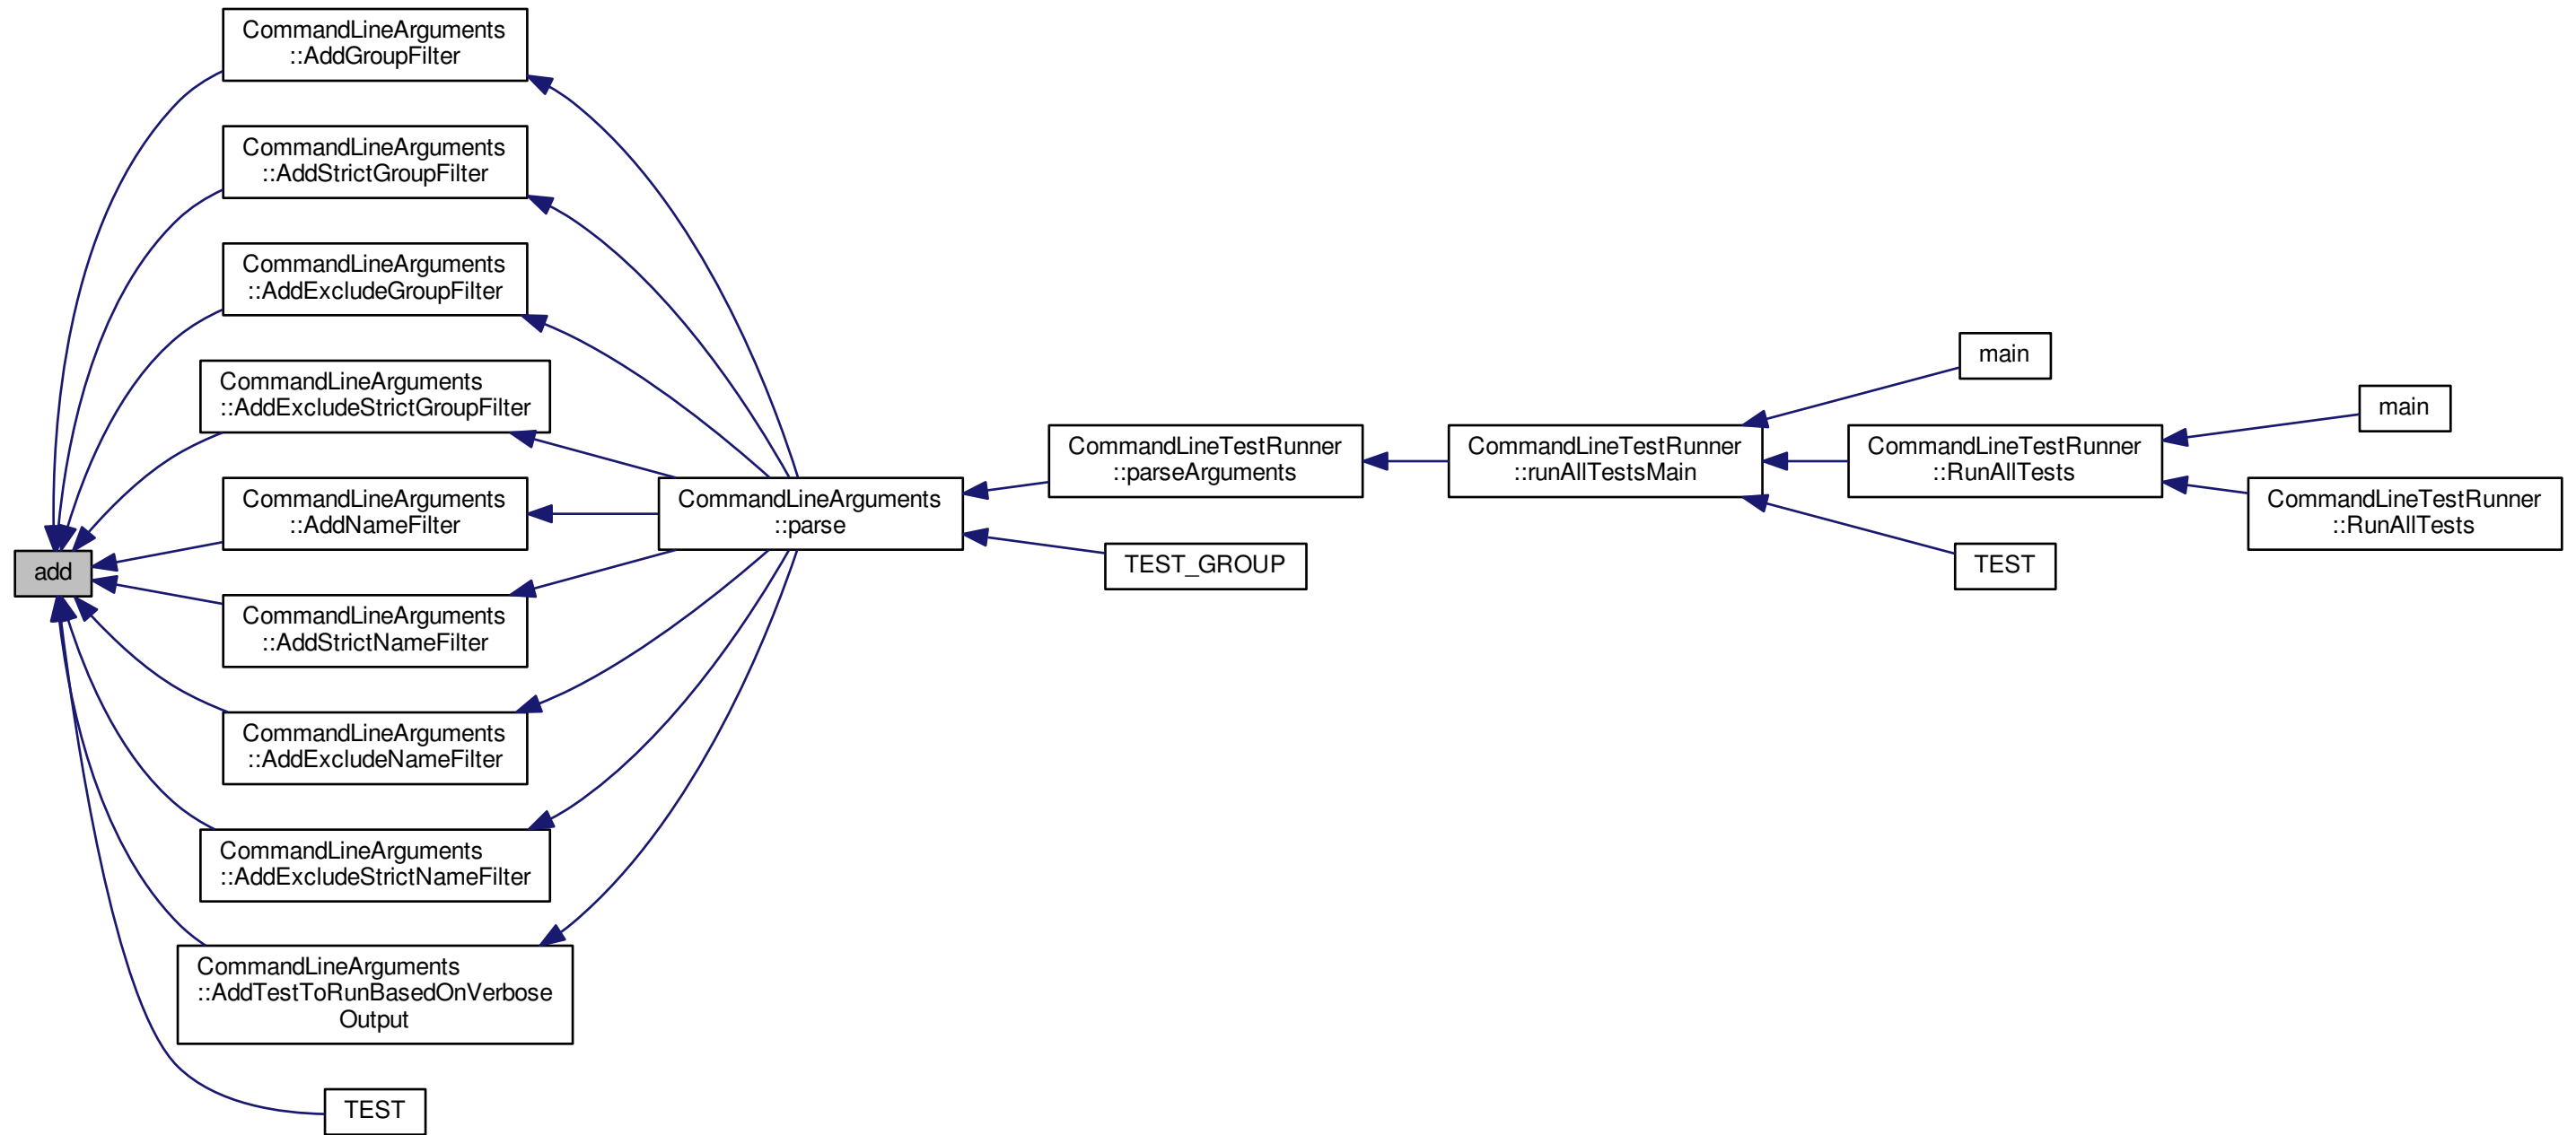 CommandLineArguments
::AddGroupFilter
CommandLineArguments
::AddStrictGroupFilter
CommandLineArguments
::AddExcludeGroupFilter
CommandLineArguments
::AddExcludeStrictGroupFilter
CommandLineArguments
::AddNameFilter
add
CommandLineArguments
::AddStrictNameFilter
CommandLineArguments
::AddExcludeNameFilter
CommandLineArguments
::AddExcludeStrictNameFilter
CommandLineArguments
::AddTestToRunBasedOnVerbose
Output
TEST
CommandLineArguments
::parse
CommandLineTestRunner
::parseArguments
TEST_GROUP
CommandLineTestRunner
::runAllTestsMain
main
CommandLineTestRunner
::RunAllTests
TEST
main
CommandLineTestRunner
::RunAllTests